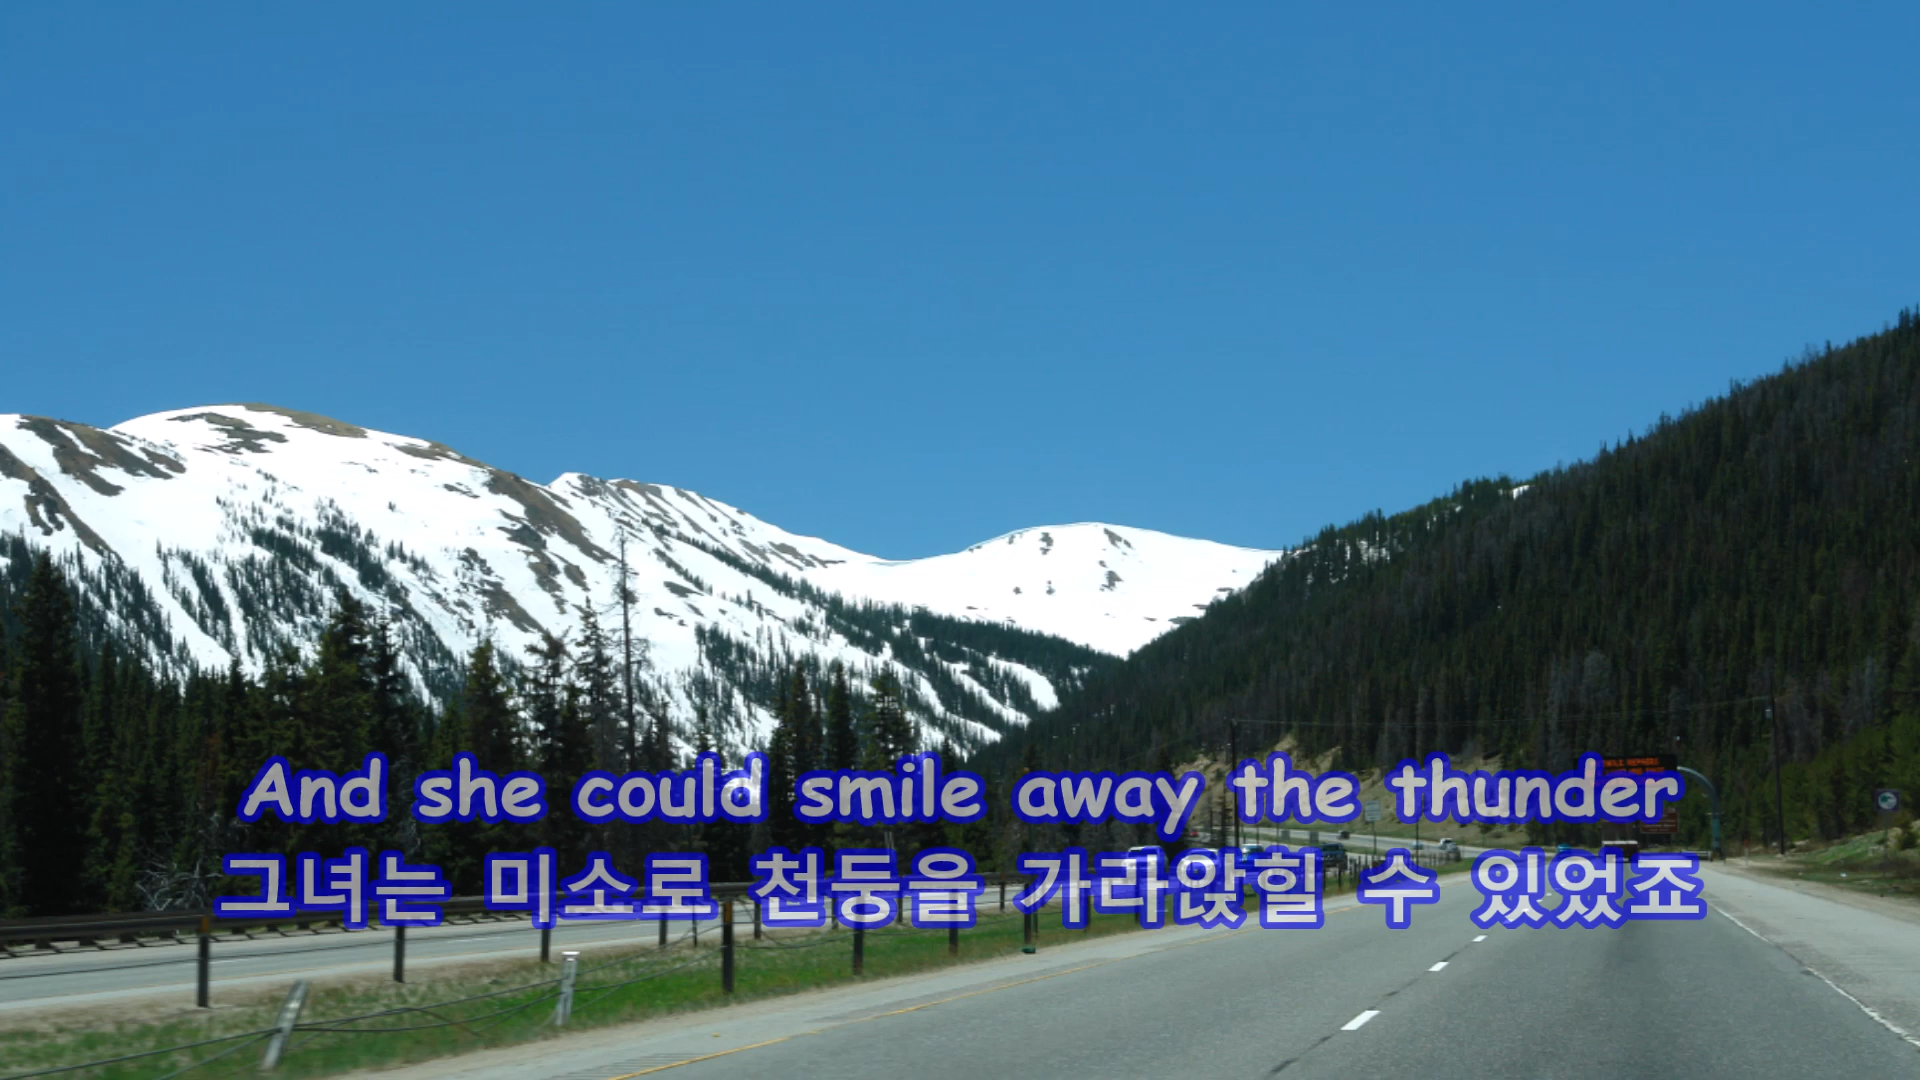 And she could smile away the thunder
그녀는 미소로 천둥을 가라앉힐 수 있었죠